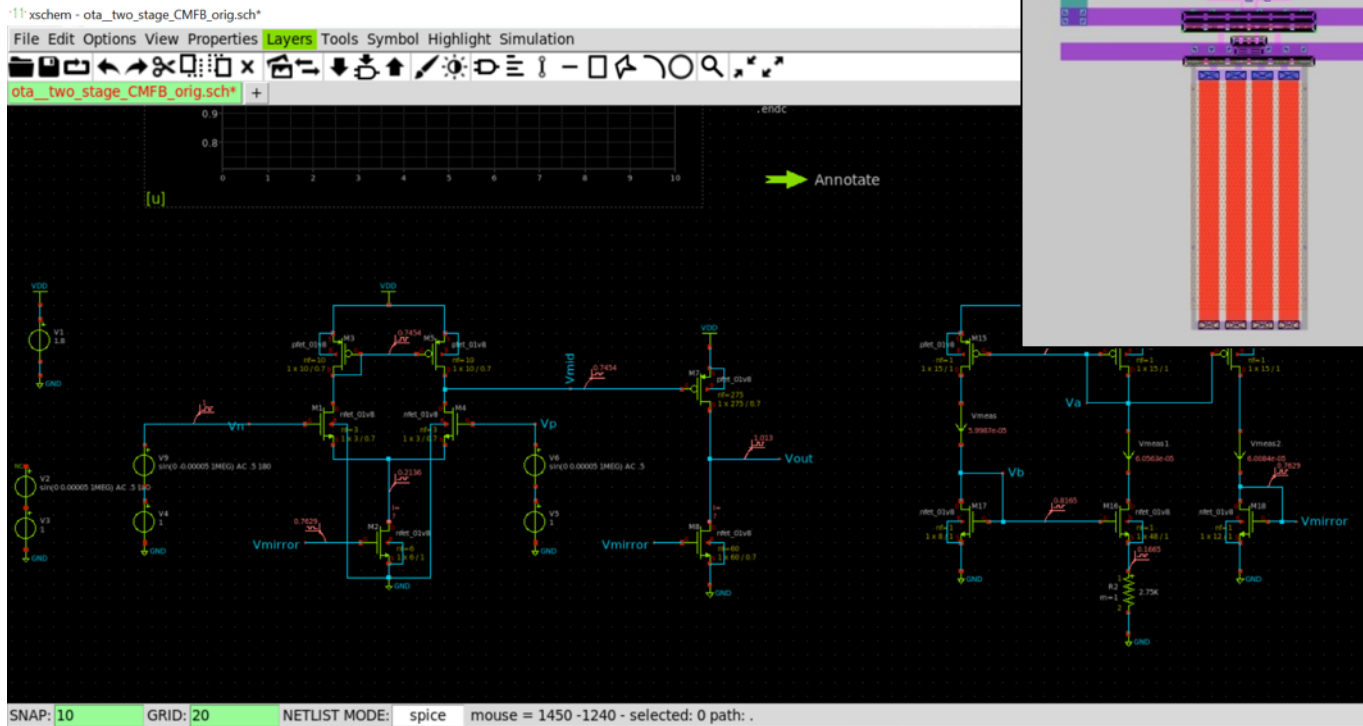 xschem - ota__two_stage_CMFB_orig.sch*
File Edit Options View Properties Layers Tools Symbol Highlight Simulation
ota__two_stage_CMFB_orig.sch* +
0.9
.endc
0.8
0 1 2 3 4 5 6 7 8 9 10
Annotate
[u]
VDD
VDD
VDD
V1
1.8
GND
M3
pfet_01v8
nf=10
1 x 10 / 0.7
0.7454
M5
pfet_01v8
nf=10
1 x 10 / 0.7
Vmid
0.7454
M7
pfet_01v8
nf=275
1 x 275 / 0.7
M15
pfet_01v8
nf=1
1 x 15 / 1
nf=1
1 x 15 / 1
nf=1
1 x 15 / 1
1
Vn
M1
nfet_01v8
nf=3
1 x 3 / 0.7
nfet_01v8
M4
nf=3
1 x 3 / 0.7
Vp
Va
Vmeas
5.9987e-05
Vmeas1
6.0563e-05
Vmeas2
6.0084e-05
1.013
Vout
V9
sin(0 -0.00005 1MEG) AC .5 180
V6
sin(0 0.00005 1MEG) AC .5
V2
V3
1
GND
V4
1
GND
V5
1
GND
0.2136
0.7629
Vmirror
M2
nfet_01v8
nf=6
1 x 6 / 1
GND
Vmirror
M8
nfet_01v8
nf=60
1 x 60 / 0.7
GND
Vb
0.7629
M17
nfet_01v8
nf=1
0.8165
M16
nfet_01v8
nf=1
1 x 48 / 1
M18
nfet_01v8
nf=1
1 x 12 / 1
Vmirror
GND
0.1665
GND
R2
m=1
1
2
2.75K
GND
SNAP: 10 GRID: 20 NETLIST MODE: spice mouse = 1450 -1240 - selected: 0 path: .